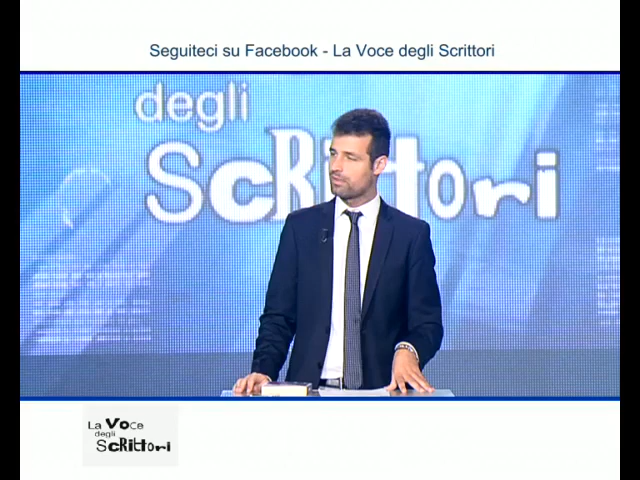 Seguiteci su Facebook - La Voce degli Scrittori
degli
ScRittori
La Voce
degli
ScRittori